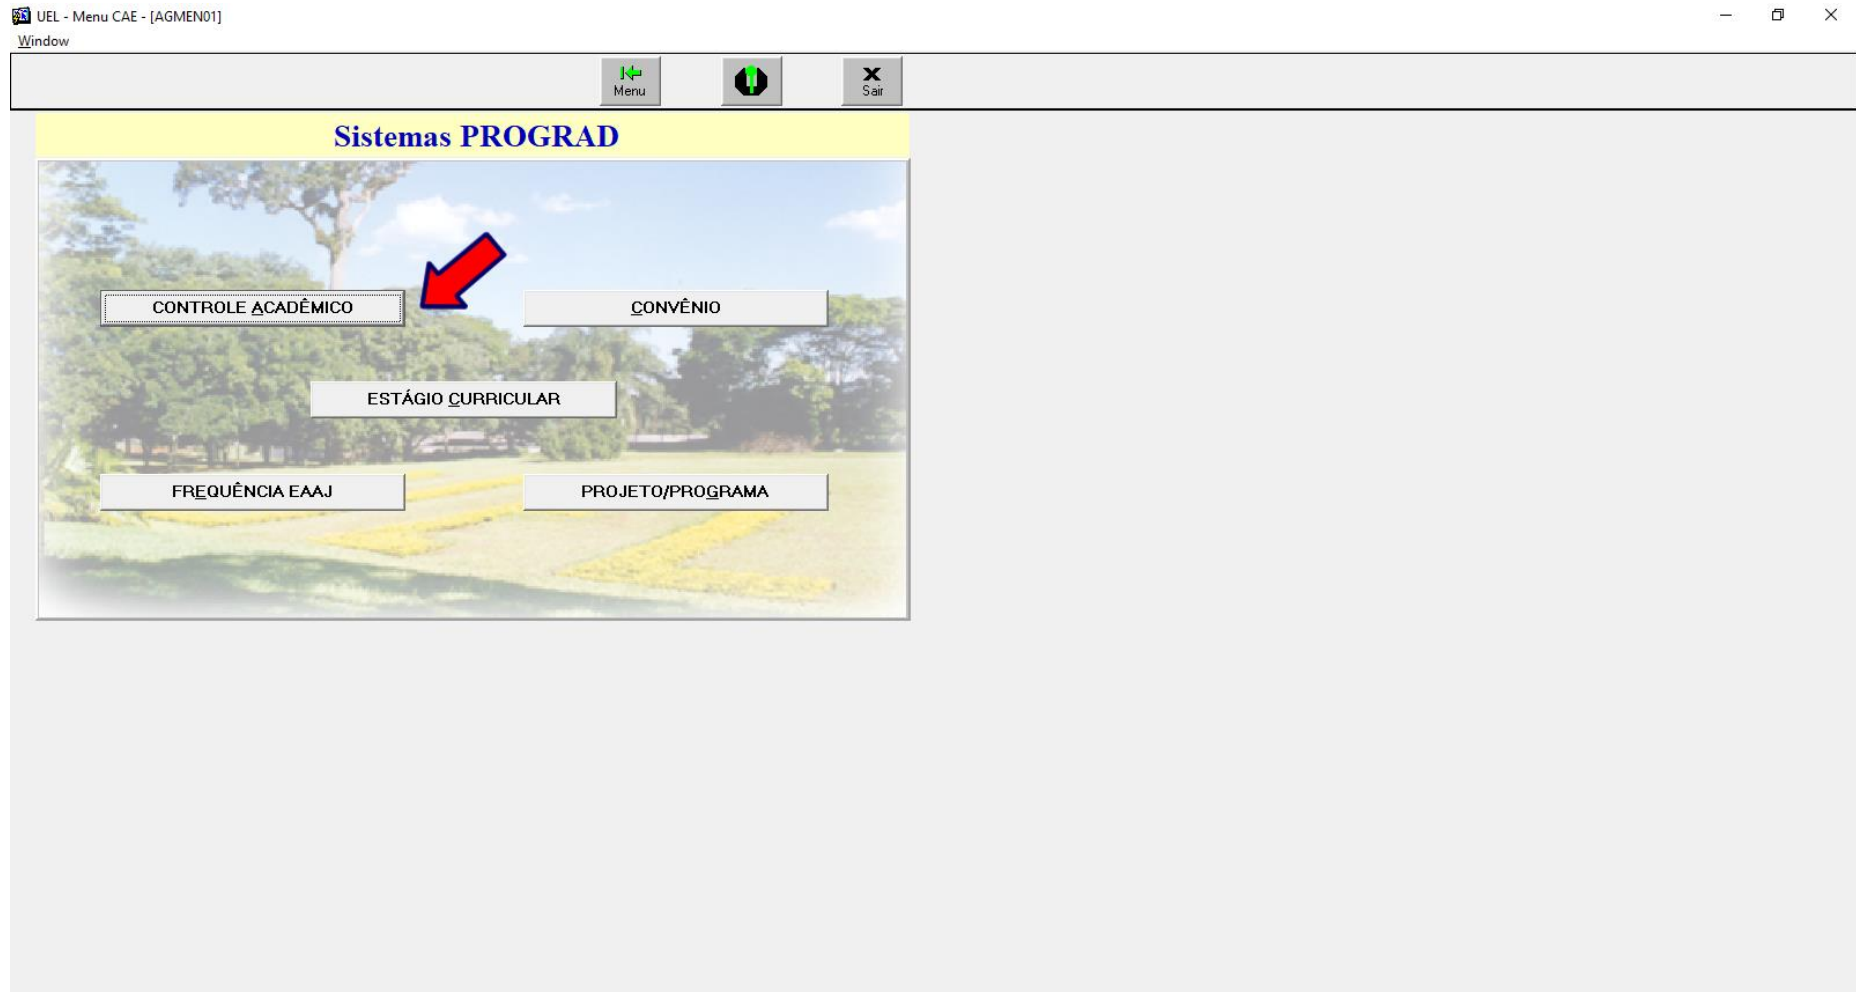 UEL - Menu CAE - [AGMEN01]
Window
Menu
Sair
Sistemas PROGRAD
CONTROLE ACADÊMICO
CONVÊNIO
ESTÁGIO CURRICULAR
FREQUÊNCIA EAAJ
PROJETO/PROGRAMA